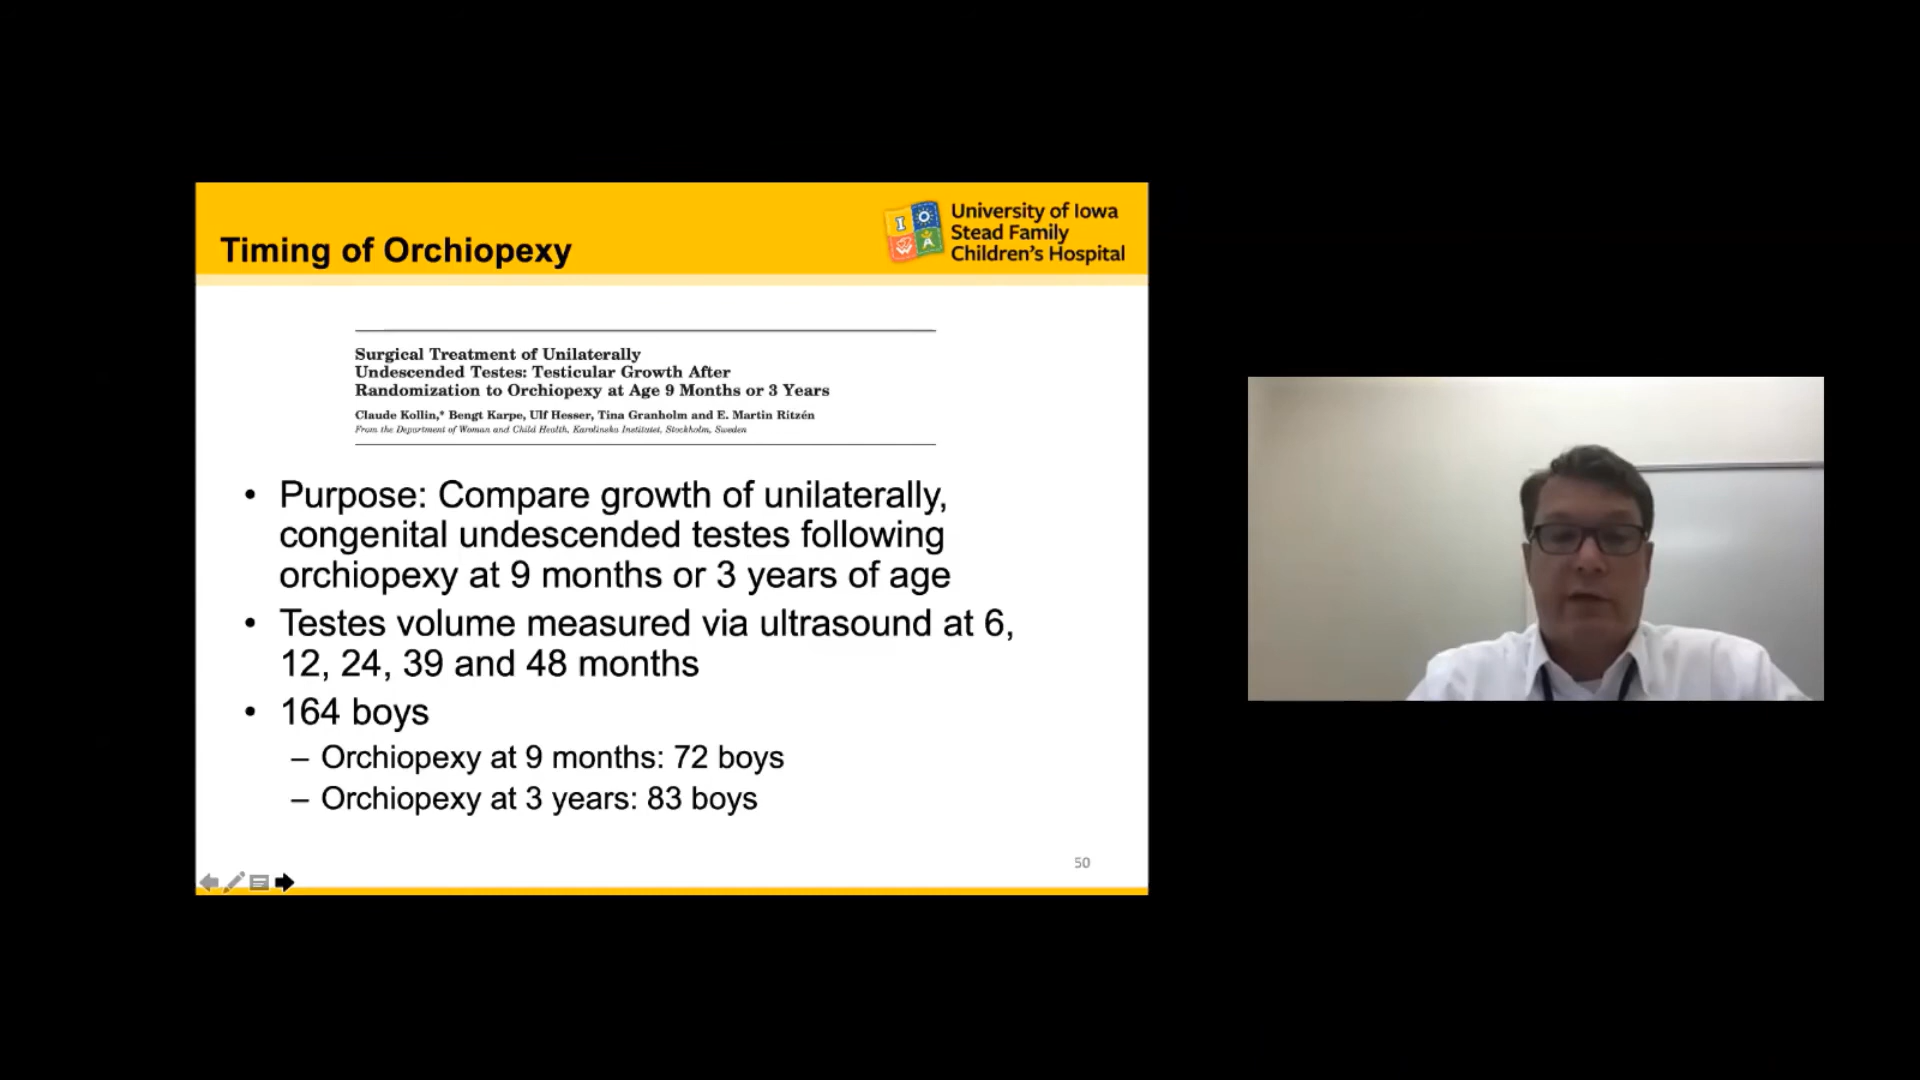 Timing of Orchiopexy
University of Iowa
Stead Family
Children's Hospital
Surgical Treatment of Unilaterally
Undescended Testes: Testicular Growth After
Randomization to Orchiopexy at Age 9 Months or 3 Years
Claude Kollin,* Bengt Karpe, Ulf Hesser, Tina Granholm and E. Martin Ritzén
From the Department of Woman and Child Health, Karolinska Institutet, Stockholm, Sweden
• Purpose: Compare growth of unilaterally,
congenital undescended testes following
orchiopexy at 9 months or 3 years of age
• Testes volume measured via ultrasound at 6,
12, 24, 39 and 48 months
• 164 boys
– Orchiopexy at 9 months: 72 boys
– Orchiopexy at 3 years: 83 boys
50